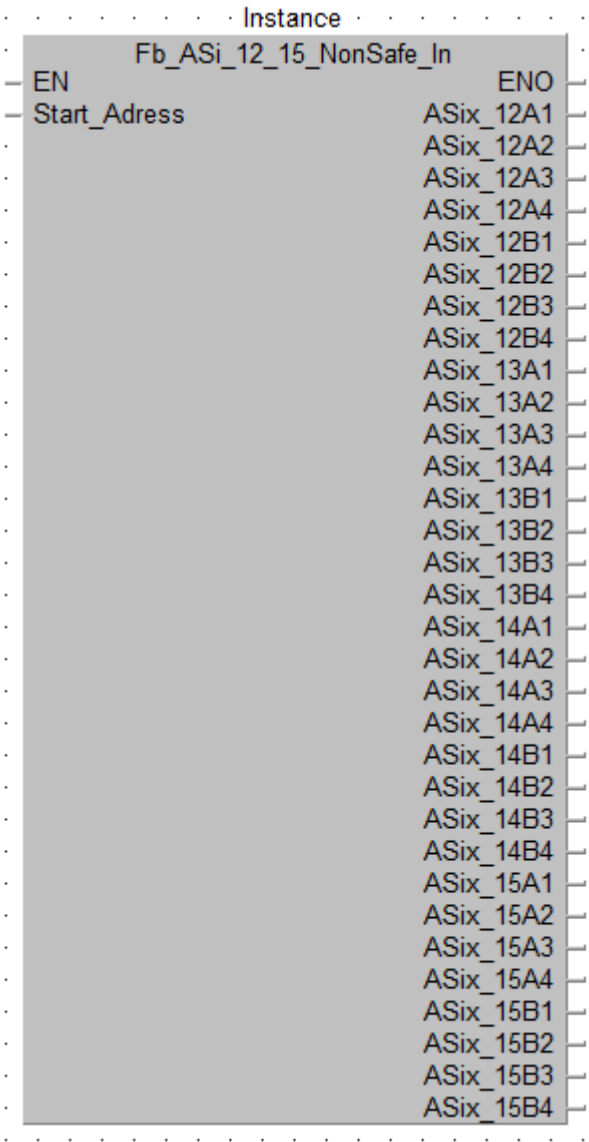 Instance
Fb_ASi_12_15_NonSafe_In
EN ENO
Start_Adress ASix_12A1
ASix_12A2
ASix_12A3
ASix_12A4
ASix_12B1
ASix_12B2
ASix_12B3
ASix_12B4
ASix_13A1
ASix_13A2
ASix_13A3
ASix_13A4
ASix_13B1
ASix_13B2
ASix_13B3
ASix_13B4
ASix_14A1
ASix_14A2
ASix_14A3
ASix_14A4
ASix_14B1
ASix_14B2
ASix_14B3
ASix_14B4
ASix_15A1
ASix_15A2
ASix_15A3
ASix_15A4
ASix_15B1
ASix_15B2
ASix_15B3
ASix_15B4